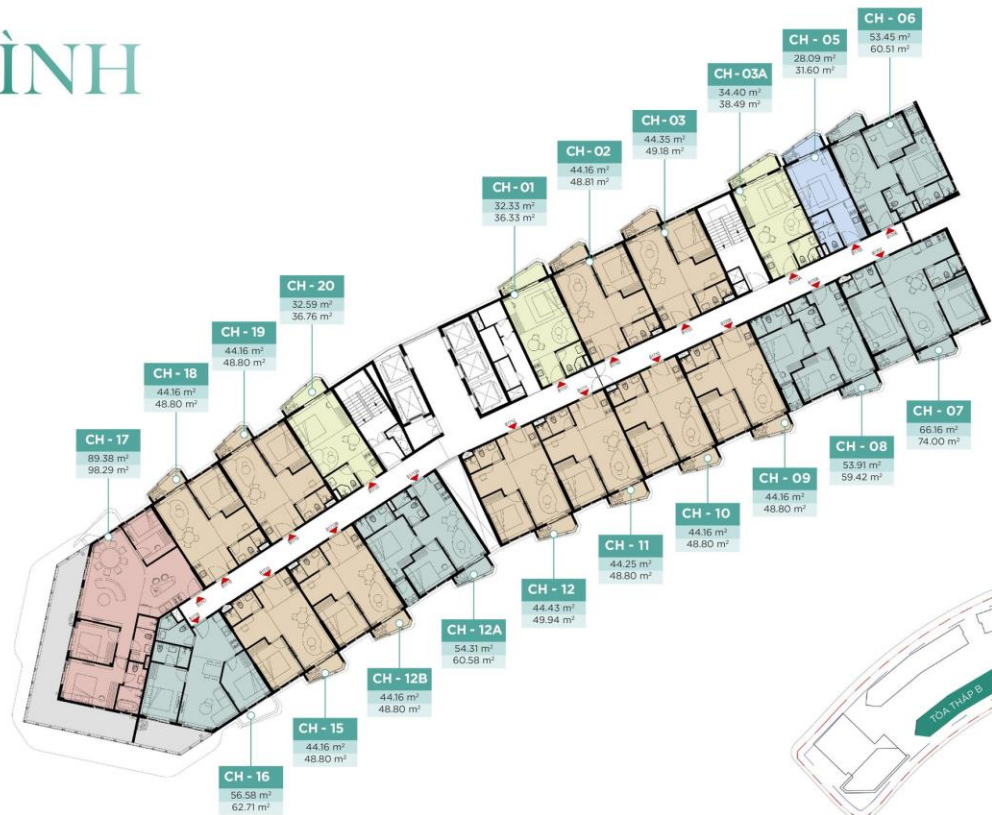 ÌNH
CH - 06
53.45 m²
60.51 m²
CH - 05
28.09 m²
31.60 m²
CH - 03A
34.40 m²
38.49 m²
CH - 03
44.35 m²
49.18 m²
CH - 02
44.16 m²
48.81 m²
CH - 01
32.33 m²
36.33 m²
CH - 20
32.59 m²
36.76 m²
CH - 19
44.16 m²
48.80 m²
CH - 18
44.16 m²
48.80 m²
CH - 17
89.38 m²
98.29 m²
CH - 07
66.16 m²
74.00 m²
CH - 08
53.91 m²
59.42 m²
CH - 09
44.16 m²
48.80 m²
CH - 10
44.16 m²
48.80 m²
CH - 11
44.25 m²
48.80 m²
CH - 12
44.43 m²
49.94 m²
CH - 12A
54.31 m²
60.58 m²
CH - 12B
44.16 m²
48.80 m²
CH - 15
44.16 m²
48.80 m²
CH - 16
56.58 m²
62.71 m²
TÒA THÁP B